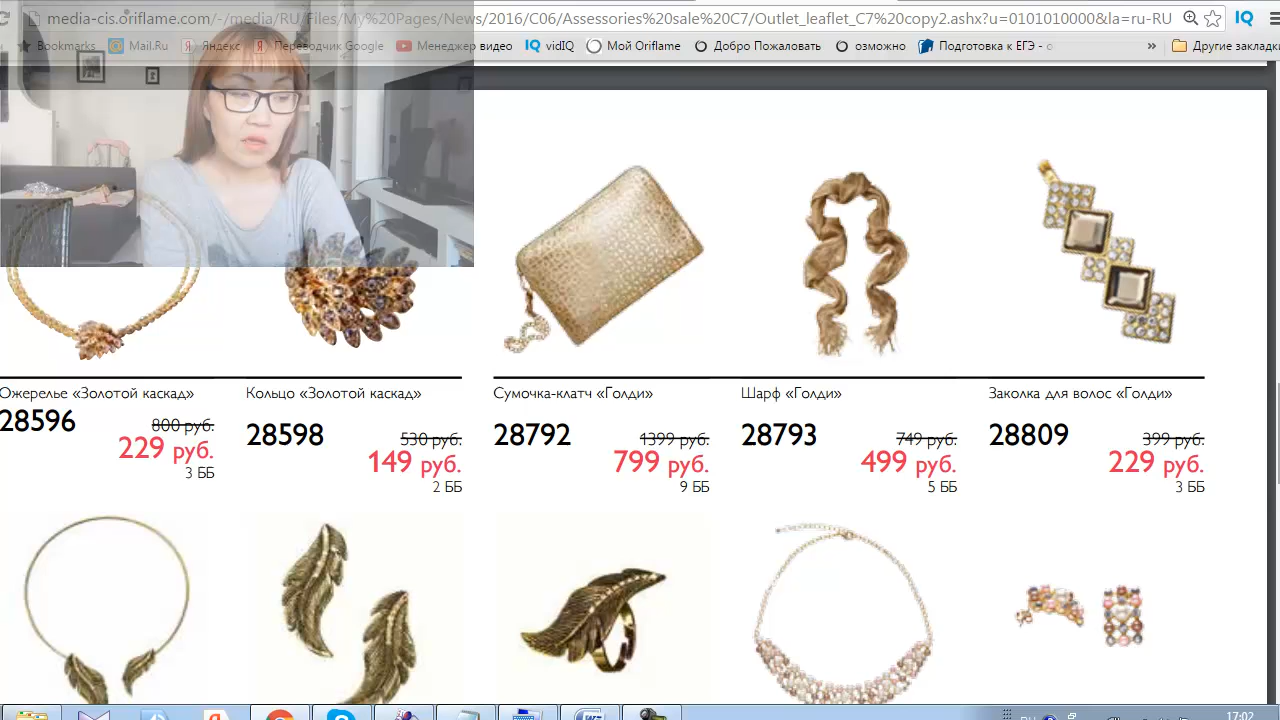 media-cis.oriflame.com/-/media/RU/Files/My%20Pages/News/2016/C06/Assessories%20sale%20C7/Outlet_leaflet_C7%20copy2.ashx?u=0101010000&la=ru-RU
Bookmarks Mail.Ru Яндекс Переводчик Google Менеджер видео vidIQ Мой Oriflame Добро Пожаловать озмоино Подготовка к ЕГЭ - о » Другие закладк
Ожерелье «Золотой каскад» Кольцо «Золотой каскад» Сумочка-клатч «Голди» Шарф «Голди» Заколка для волос «Голди»
28596 28598 28792 28793 28809
800 руб. 530 руб. 1399 руб. 749 руб. 399 руб.
229 руб. 149 руб. 799 руб. 499 руб. 229 руб.
3 ББ 2 ББ 9 ББ 5 ББ 3 ББ
RU 17:02